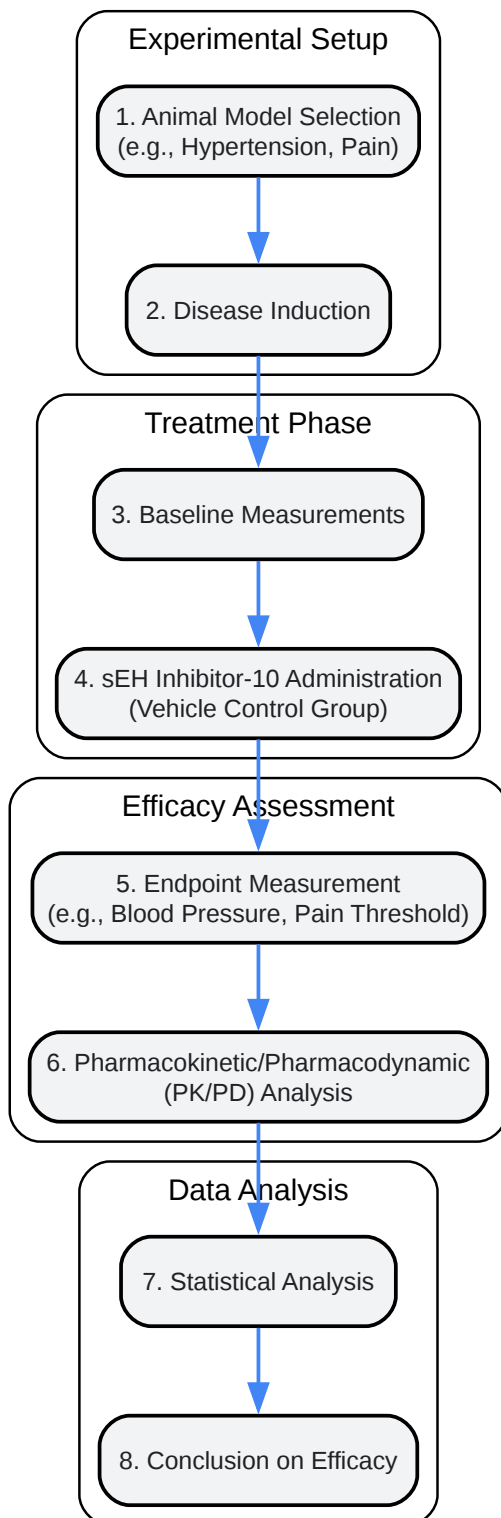 Experimental Setup
1. Animal Model Selection
(e.g., Hypertension, Pain)
2. Disease Induction
Treatment Phase
3. Baseline Measurements
4. sEH Inhibitor-10 Administration
(Vehicle Control Group)
Efficacy Assessment
5. Endpoint Measurement
(e.g., Blood Pressure, Pain Threshold)
6. Pharmacokinetic/Pharmacodynamic
(PK/PD) Analysis
Data Analysis
7. Statistical Analysis
8. Conclusion on Efficacy